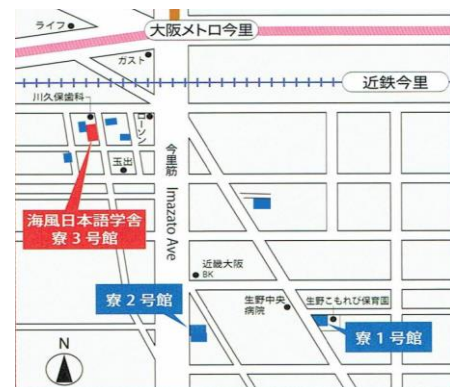 ライフ
大阪メトロ今里
ガスト
近鉄今里
川久保歯科
ローソン
玉出
今里筋 Imazato Ave
海風日本語学舎
寮3号館
近畿大阪
BK
寮2号館
生野中央
病院
生野こもれび保育園
寮1号館
N